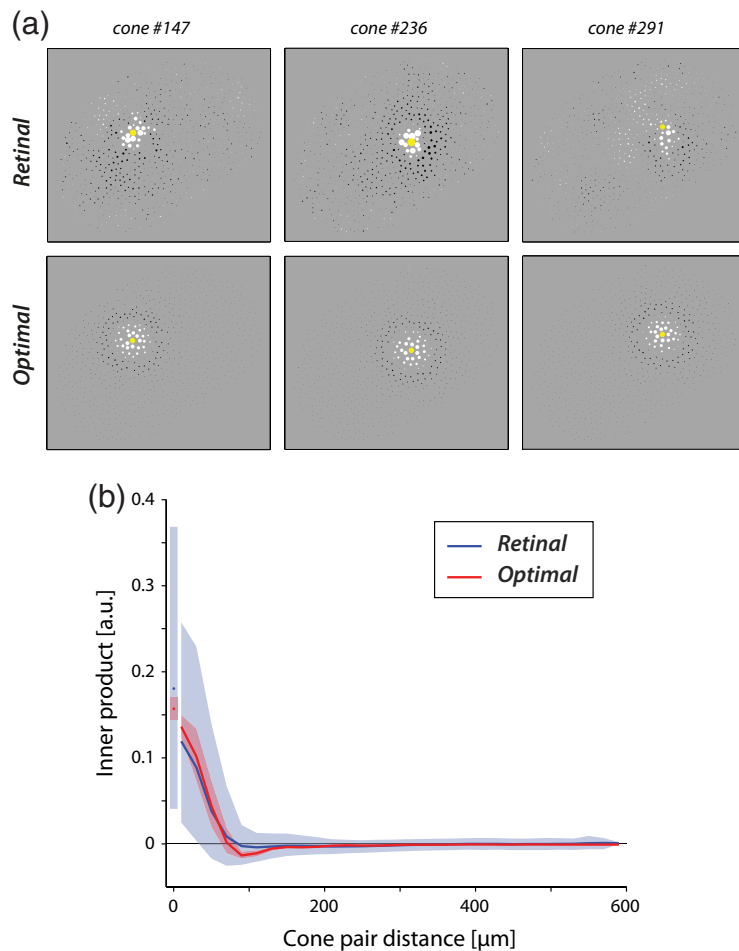 (a)
cone #147 cone #236 cone #291
Retinal
Optimal
(b)
0.4
0.3
0.2
0.1
0
Inner product [a.u.]
Retinal
Optimal
0 200 400 600
Cone pair distance [µm]